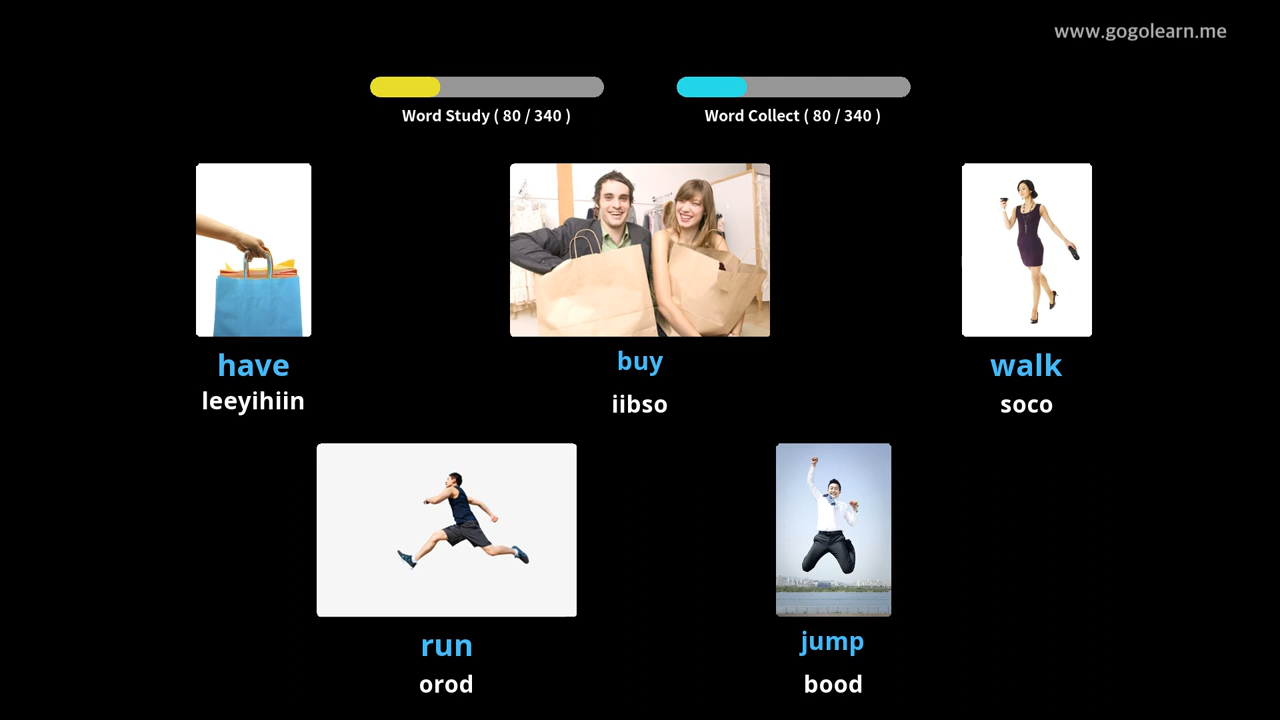 www.gogolearn.me
Word Study ( 80 / 340 )
Word Collect ( 80 / 340 )
have
leeyihiin
buy
iibso
walk
soco
run
orod
jump
bood